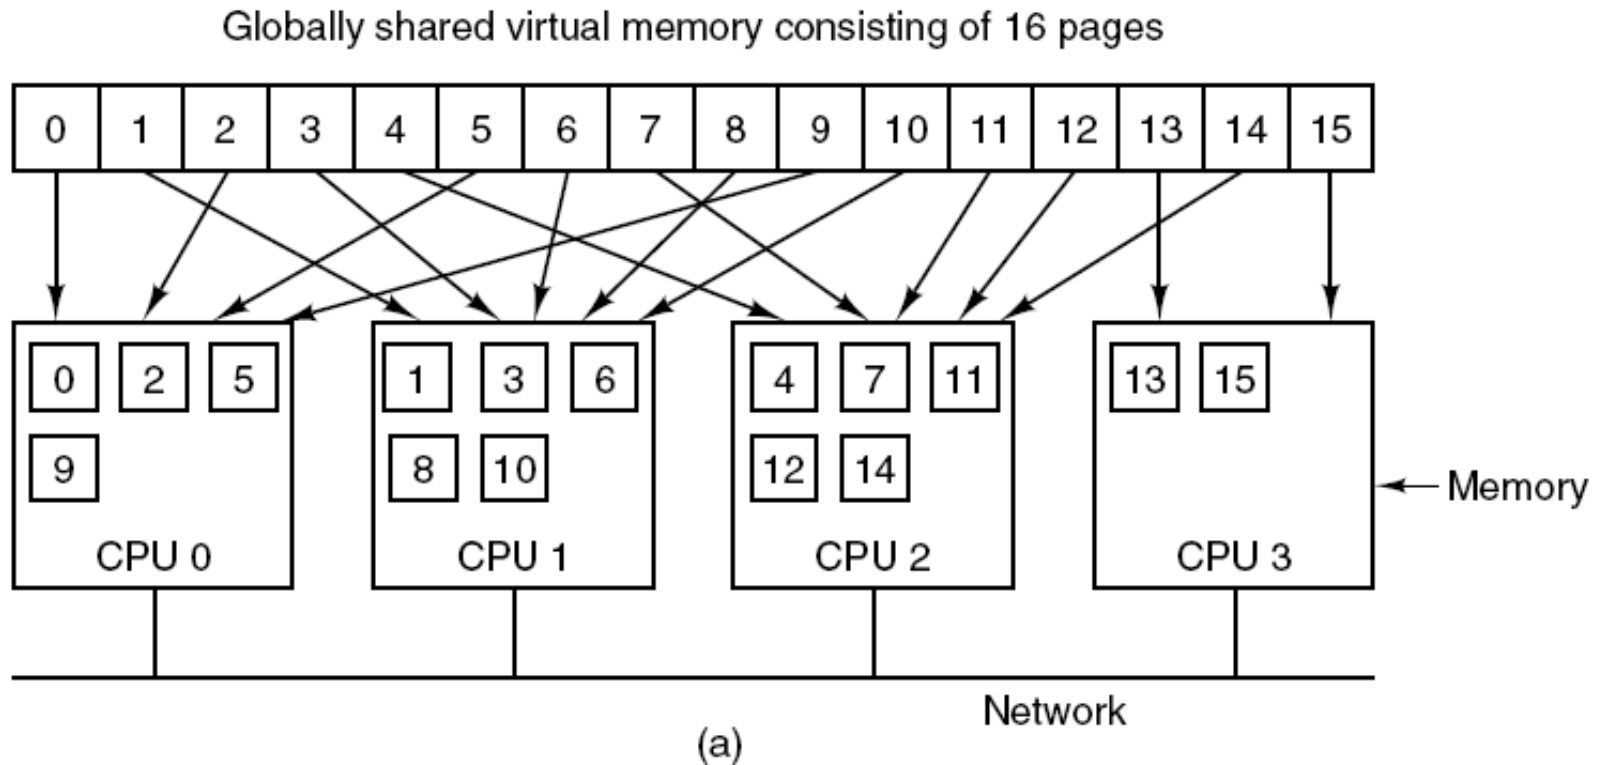 Globally shared virtual memory consisting of 16 pages
0 1 2 3 4 5 6 7 8 9 10 11 12 13 14 15
0 2 5
9
CPU 0
1 3 6
8 10
CPU 1
4 7 11
12 14
CPU 2
13 15
CPU 3
Memory
Network
(a)